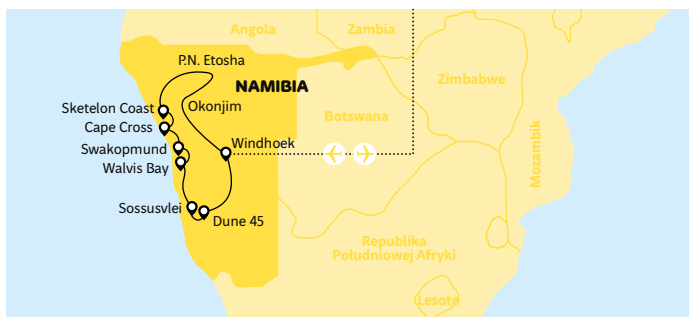 Angola
Zambia
P.N. Etosha
Zimbabwe
NAMIBIA
Sketelon Coast
Okonjim
Botswana
Cape Cross
Mozambik
Swakopmund
Windhoek
Walvis Bay
Sossusvlei
Dune 45
Republika
Południowej Afryki
Lesoto